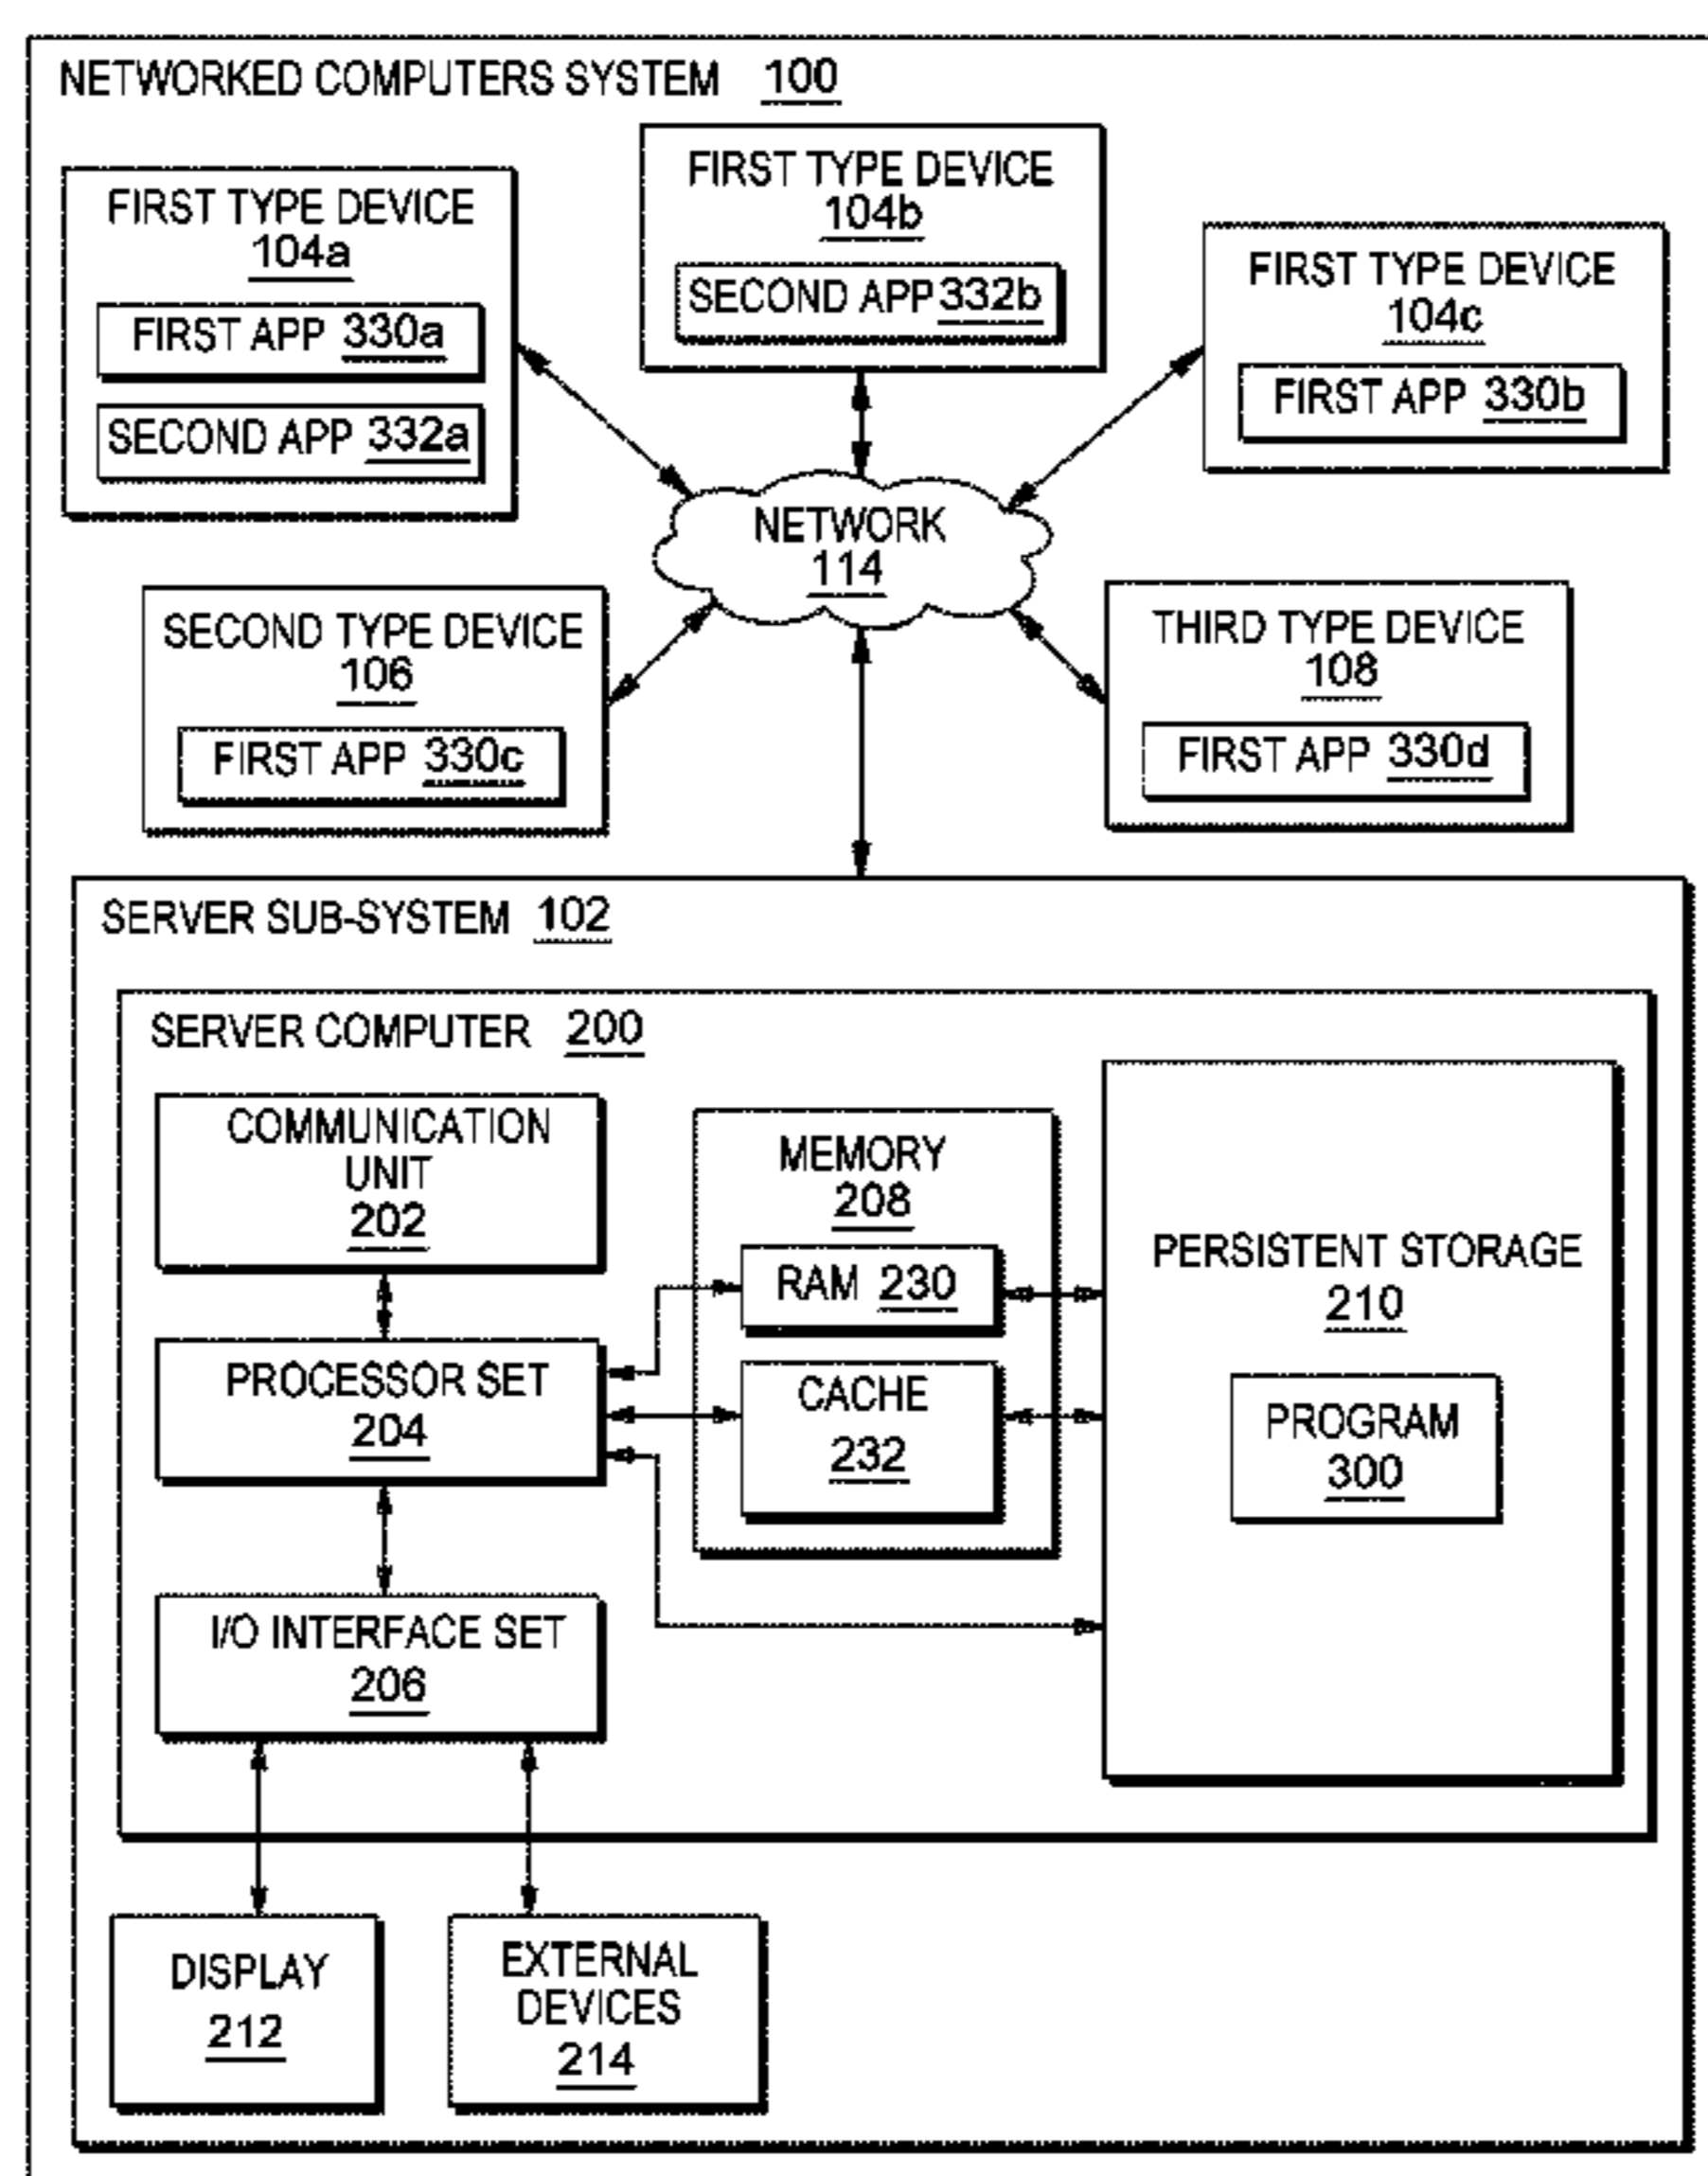 NETWORKED COMPUTERS SYSTEM 100
FIRST TYPE DEVICE
104a
FIRST APP 330a
SECOND APP 332a
FIRST TYPE DEVICE
104b
SECOND APP 332b
FIRST TYPE DEVICE
104c
FIRST APP 330b
NETWORK
114
SECOND TYPE DEVICE
106
FIRST APP 330c
THIRD TYPE DEVICE
108
FIRST APP 330d
SERVER SUB-SYSTEM 102
SERVER COMPUTER 200
COMMUNICATION
UNIT
202
PROCESSOR SET
204
I/O INTERFACE SET
206
MEMORY
208
RAM 230
CACHE
232
PERSISTENT STORAGE
210
PROGRAM
300
DISPLAY
212
EXTERNAL
DEVICES
214